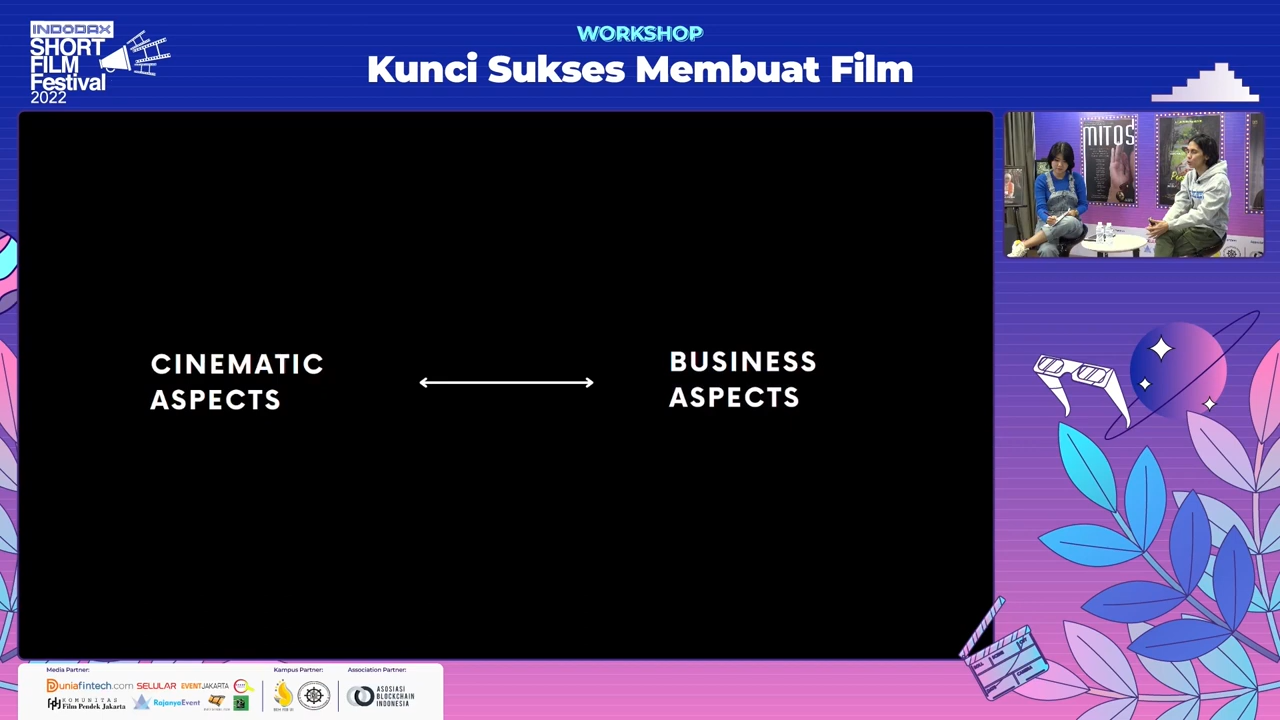 INDODAX
SHORT
FILM
Festival
2022
WORKSHOP
Kunci Sukses Membuat Film
MITOS
CINEMATIC
ASPECTS
BUSINESS
ASPECTS
Media Partner:
Duniafintech.com SELULAR EVENTJAKARTA
KOMUNITAS
Film Pendek Jakarta
RajanyaEvent
Kampus Partner:
Association Partner:
ASOSIASI
BLOCKCHAIN
INDONESIA